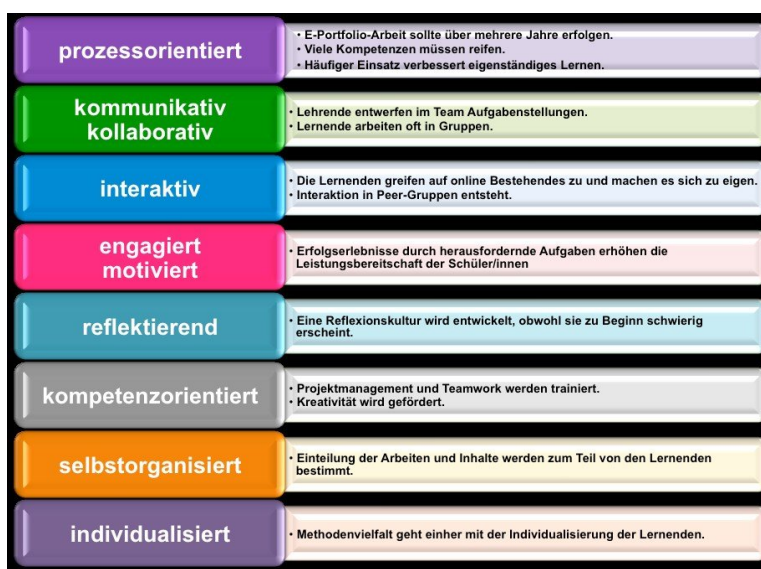 prozessorientiert
• E-Portfolio-Arbeit sollte über mehrere Jahre erfolgen.
• Viele Kompetenzen müssen reifen.
• Häufiger Einsatz verbessert eigenständiges Lernen.
kommunikativ
kollaborativ
• Lehrende entwerfen im Team Aufgabenstellungen.
• Lernende arbeiten oft in Gruppen.
interaktiv
• Die Lernenden greifen auf online Bestehendes zu und machen es sich zu eigen.
• Interaktion in Peer-Gruppen entsteht.
engagiert
motiviert
• Erfolgserlebnisse durch herausfordernde Aufgaben erhöhen die
Leistungsbereitschaft der Schüler/innen
reflektierend
• Eine Reflexionskultur wird entwickelt, obwohl sie zu Beginn schwierig
erscheint.
kompetenzorientiert
• Projektmanagement und Teamwork werden trainiert.
• Kreativität wird gefördert.
selbstorganisiert
• Einteilung der Arbeiten und Inhalte werden zum Teil von den Lernenden
bestimmt.
individualisiert
• Methodenvielfalt geht einher mit der Individualisierung der Lernenden.